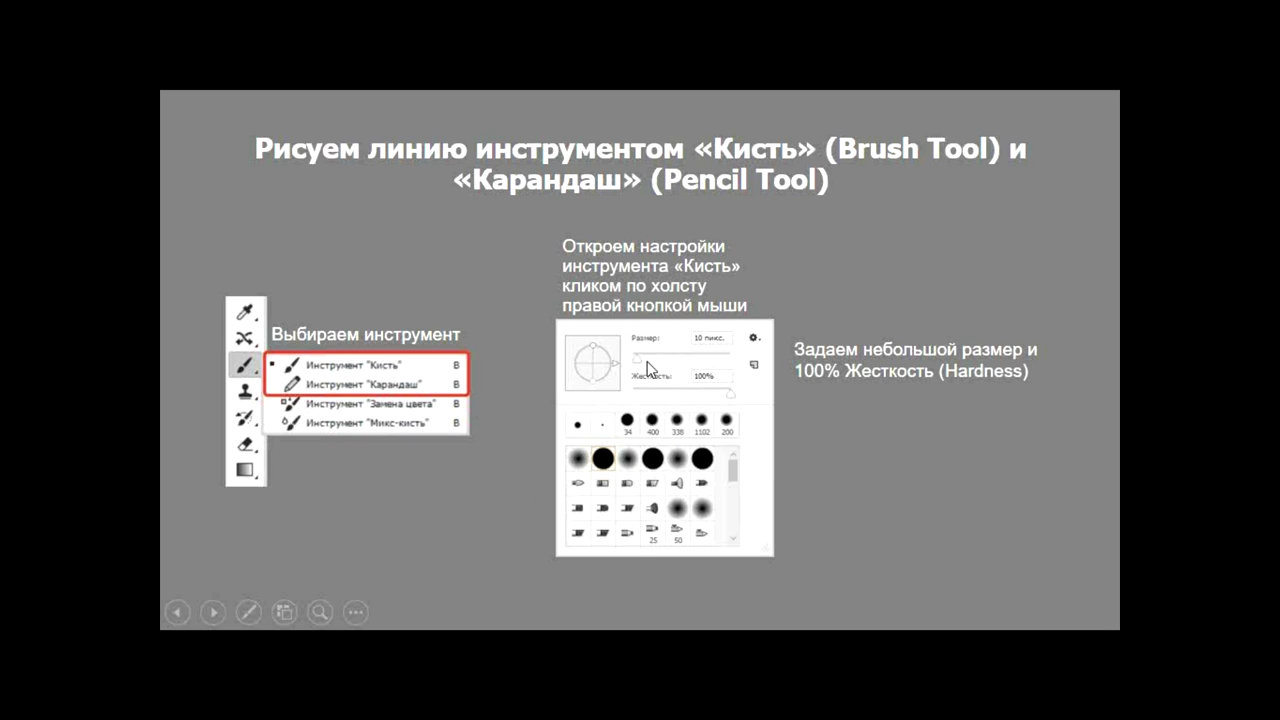 Рисуем линию инструментом «Кисть» (Brush Tool) и
«Карандаш» (Pencil Tool)
Выбираем инструмент
Инструмент "Кисть" B
Инструмент "Карандаш" B
Инструмент "Замена цвета" B
Инструмент "Микс-кисть" B
Откроем настройки
инструмента «Кисть»
кликом по холсту
правой кнопкой мыши
Размер: 10 пикс.
100%
34 400 338 1102 200
25 50
Задаем небольшой размер и
100% Жесткость (Hardness)